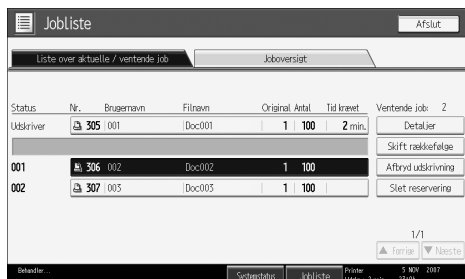 Jobliste
Afslut
Liste over aktuelle / ventende job
Joboversigt
Status Nr. Brugernavn Filnavn Original Antal Tid krævet Ventende job: 2
Udskriver 305 001 Doc001 1 100 2 min. Detaljer
Skift rækkefølge
001 306 002 Doc002 1 100 Afbryd udskrivning
002 307 003 Doc003 1 100 Slet reservering
1/1
▲ Forrige ▼ Næste
Behandler... Systemstatus Jobliste Printer 5 NOV 2007